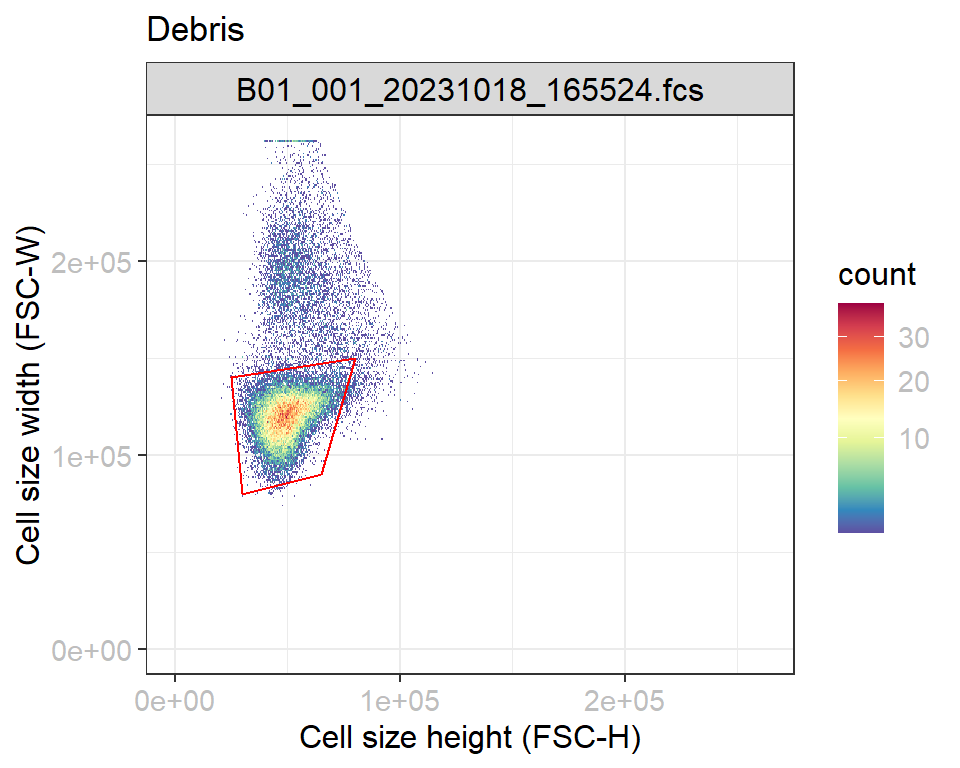 Debris
B01_001_20231018_165524.fcs
Cell size width (FSC-W)
2e+05
1e+05
0e+00
0e+00 1e+05 2e+05
Cell size height (FSC-H)
count
30
20
10